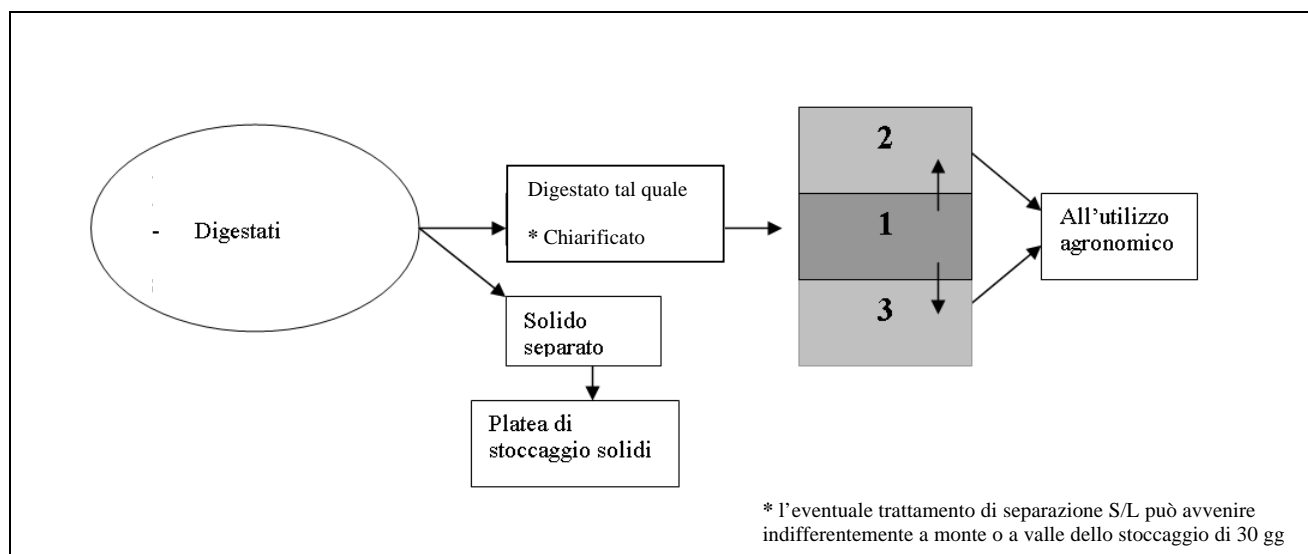 - Digestati
Digestato tal quale
* Chiarificato
Solido
separato
Platea di
stoccaggio solidi
2
1
3
All’utilizzo
agronomico
* l’eventuale trattamento di separazione S/L può avvenire
indifferentemente a monte o a valle dello stoccaggio di 30 gg